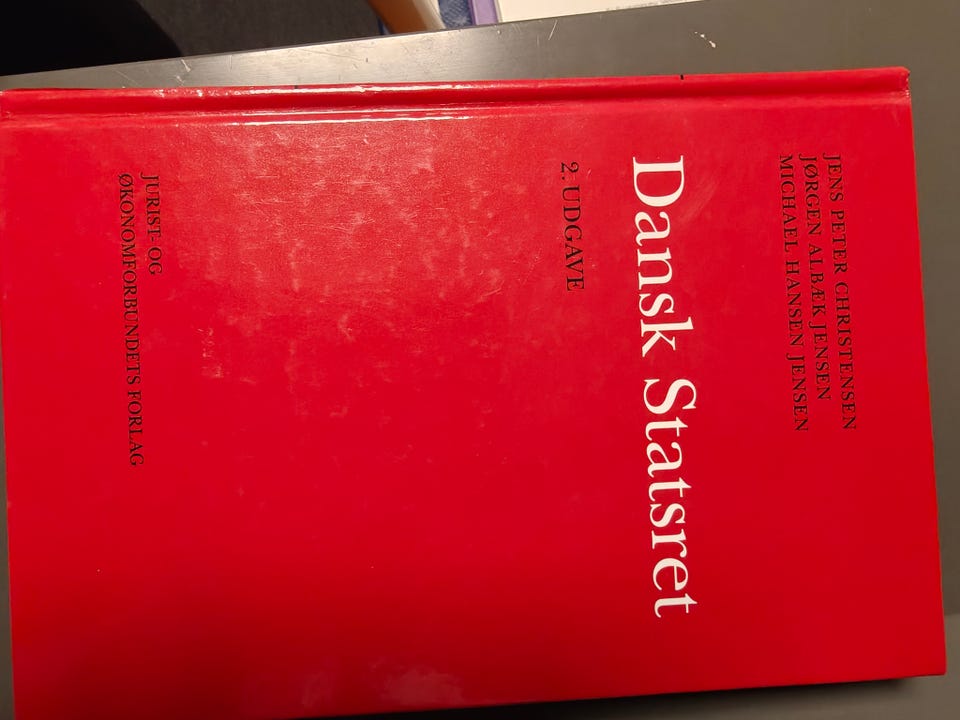 JENS PETER CHRISTENSEN
JØRGEN ALBÆK JENSEN
MICHAEL HANSEN JENSEN
Dansk Statsret
2. UDGAVE
JURIST- OG
ØKONOMFORBUNDETS FORLAG